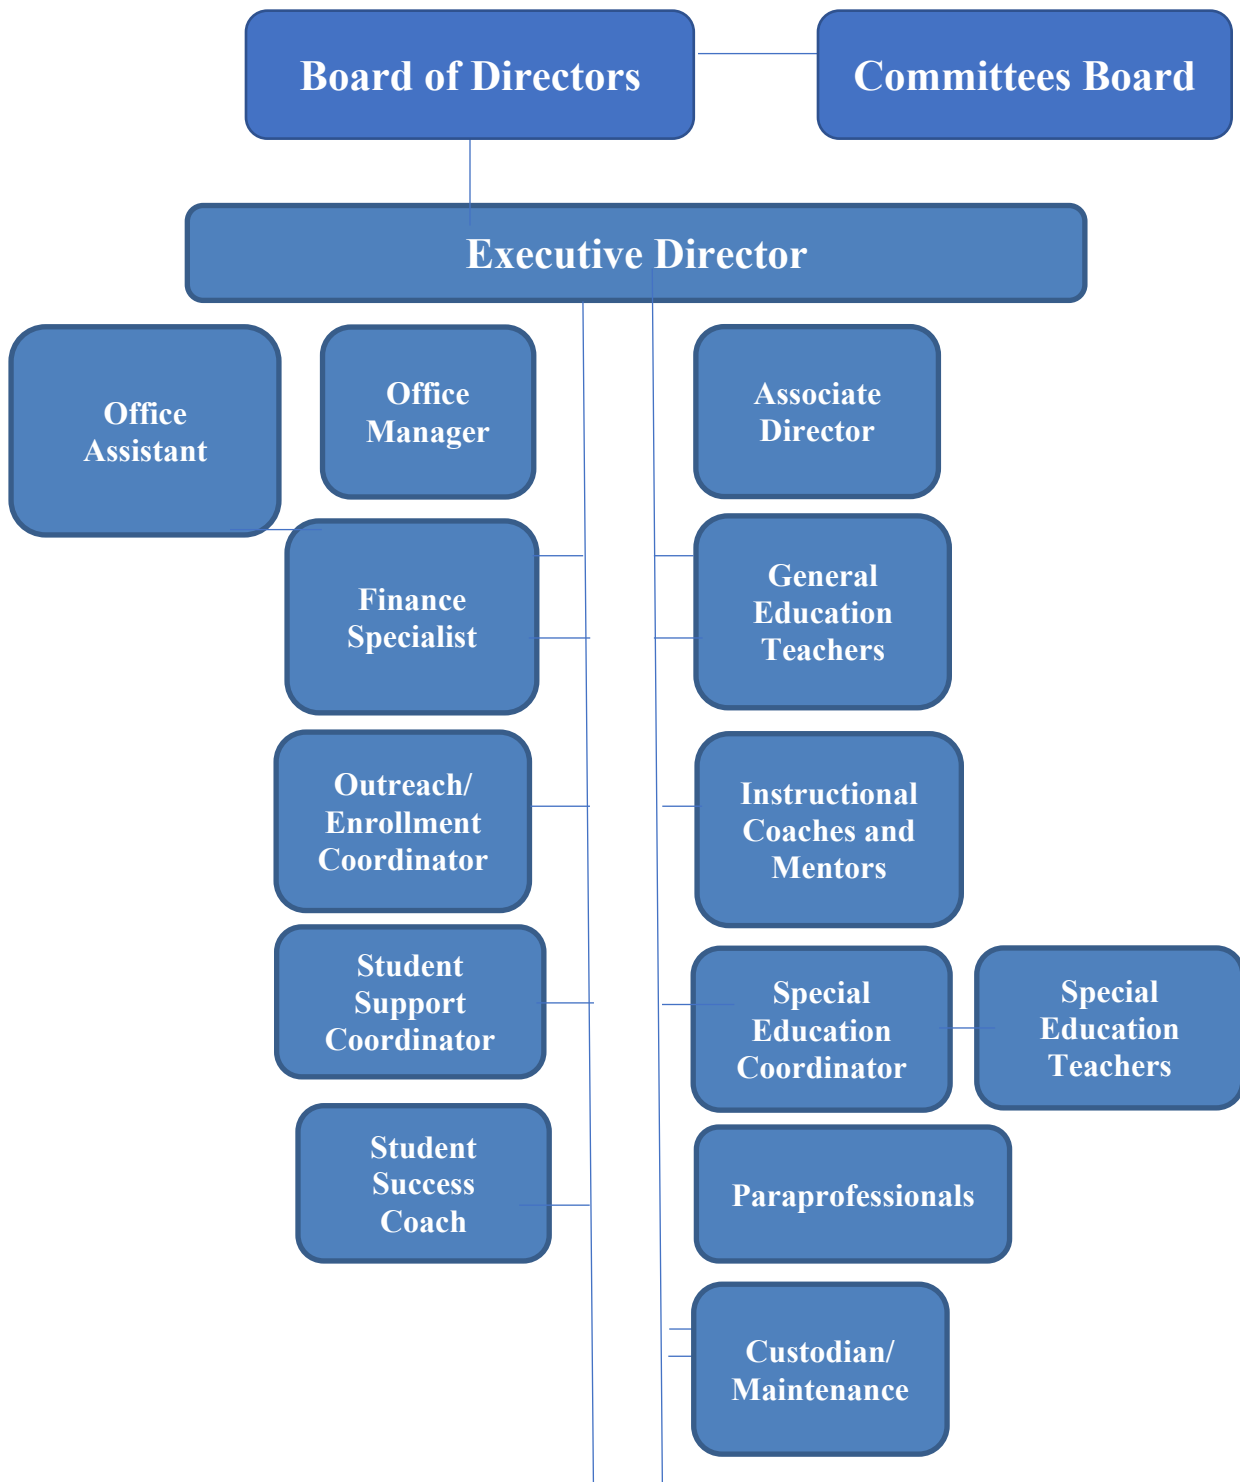 Board of Directors
Committees Board
Executive Director
Office
Assistant
Office
Manager
Associate
Director
Finance
Specialist
General
Education
Teachers
Outreach/
Enrollment
Coordinator
Instructional
Coaches and
Mentors
Student
Support
Coordinator
Special
Education
Coordinator
Special
Education
Teachers
Student
Success
Coach
Paraprofessionals
Custodian/
Maintenance